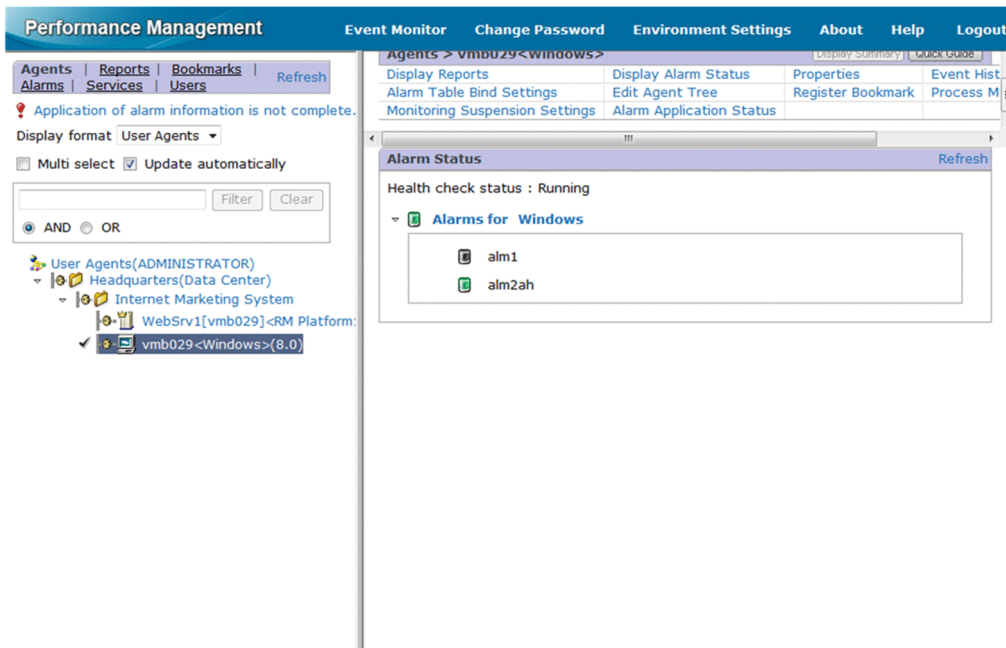 Performance Management
Event Monitor Change Password Environment Settings About Help Logout
Agents | Reports | Bookmarks |
Alarms | Services | Users
Refresh
Application of alarm information is not complete.
Display format User Agents
Multi select Update automatically
Filter Clear
AND OR
User Agents(ADMINISTRATOR)
Headquarters(Data Center)
Internet Marketing System
WebSrv1[vmb029]<RM Platform:
vmb029<Windows>(8.0)
Agents > vmb029<Windows>
Display Summary Quick Guide
Display Reports Display Alarm Status Properties Event Hist
Alarm Table Bind Settings Edit Agent Tree Register Bookmark Process M
Monitoring Suspension Settings Alarm Application Status
Alarm Status Refresh
Health check status : Running
Alarms for Windows
alm1
alm2ah